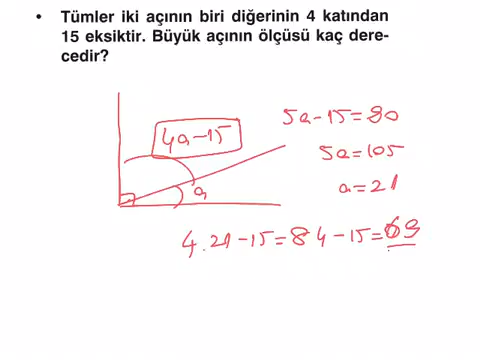 • Tümler iki açının biri diğerinin 4 katından
15 eksiktir. Büyük açının ölçüsü kaç dere-
cedir?
5a-15=90
4a-15
5a=105
a
a=21
4.21-15=84-15=69